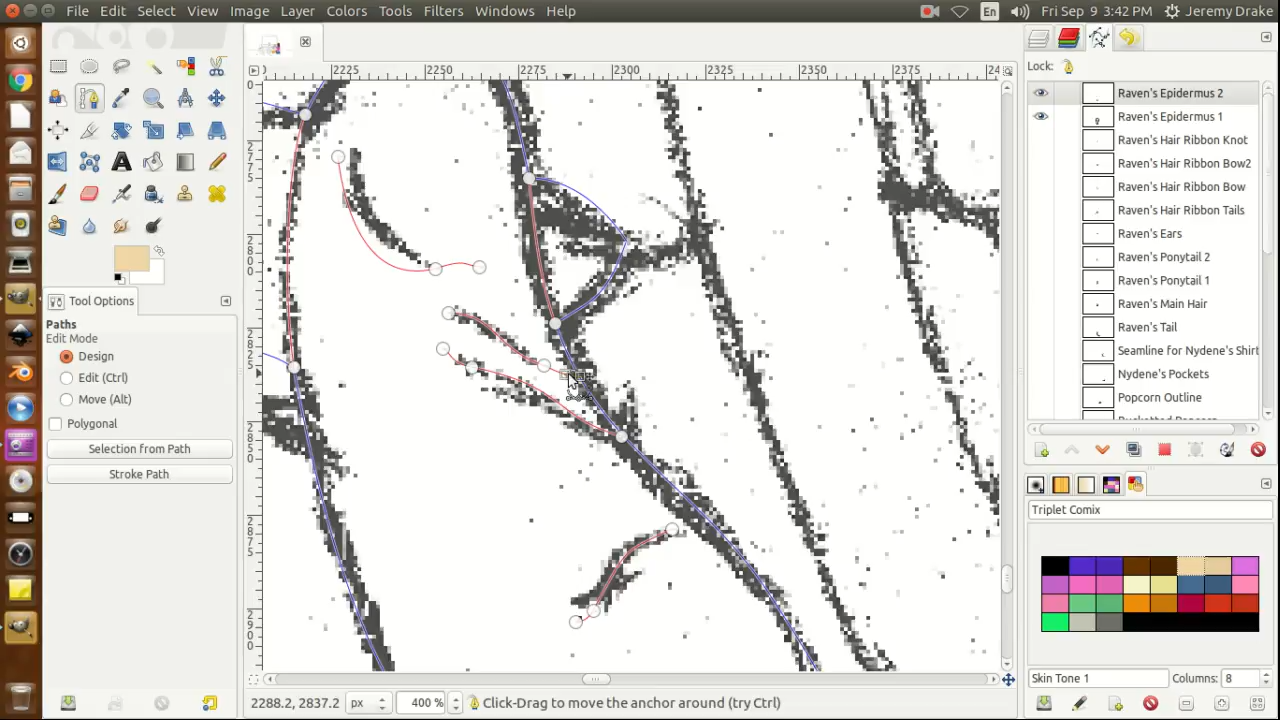 File Edit Select View Image Layer Colors Tools Filters Windows Help
En Fri Sep 9 3:42 PM Jeremy Drake
2225 2250 2275 2300 2325 2350 2375
Lock:
Raven's Epidermus 2
Raven's Epidermus 1
Raven's Hair Ribbon Knot
Raven's Hair Ribbon Bow2
Raven's Hair Ribbon Bow
Raven's Hair Ribbon Tails
Raven's Ears
Raven's Ponytail 2
Raven's Ponytail 1
Raven's Main Hair
Raven's Tail
Seamline for Nydene's Shirt
Nydene's Pockets
Popcorn Outline
Tool Options
Paths
Edit Mode
Design
Edit (Ctrl)
Move (Alt)
Polygonal
Selection from Path
Stroke Path
Triplet Comix
Skin Tone 1 Columns: 8
2288.2, 2837.2 px 400 % Click-Drag to move the anchor around (try Ctrl)